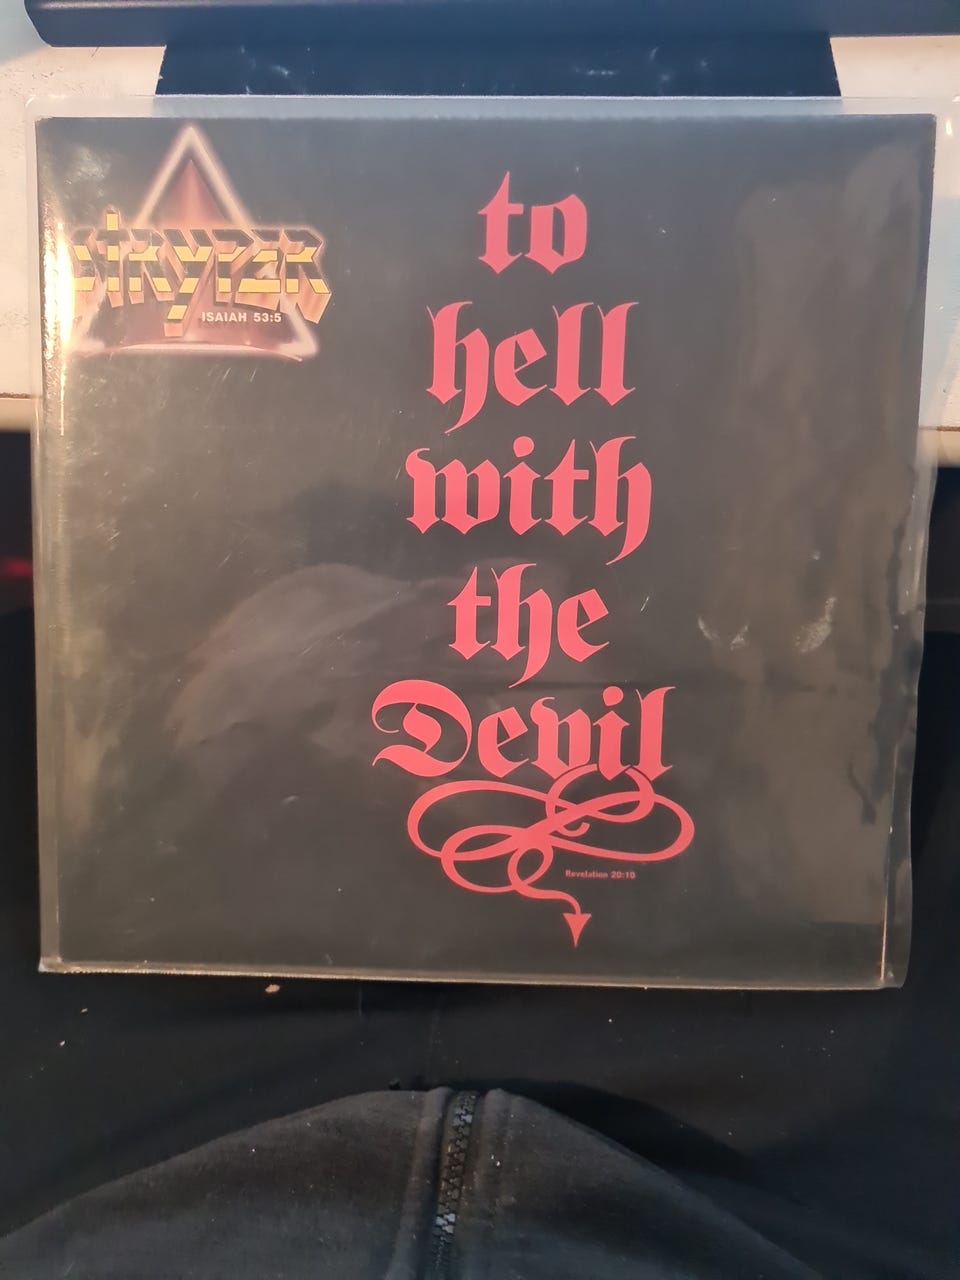 stryper
ISAIAH 53:5
to
hell
with
the
Devil
Revelation 20:10